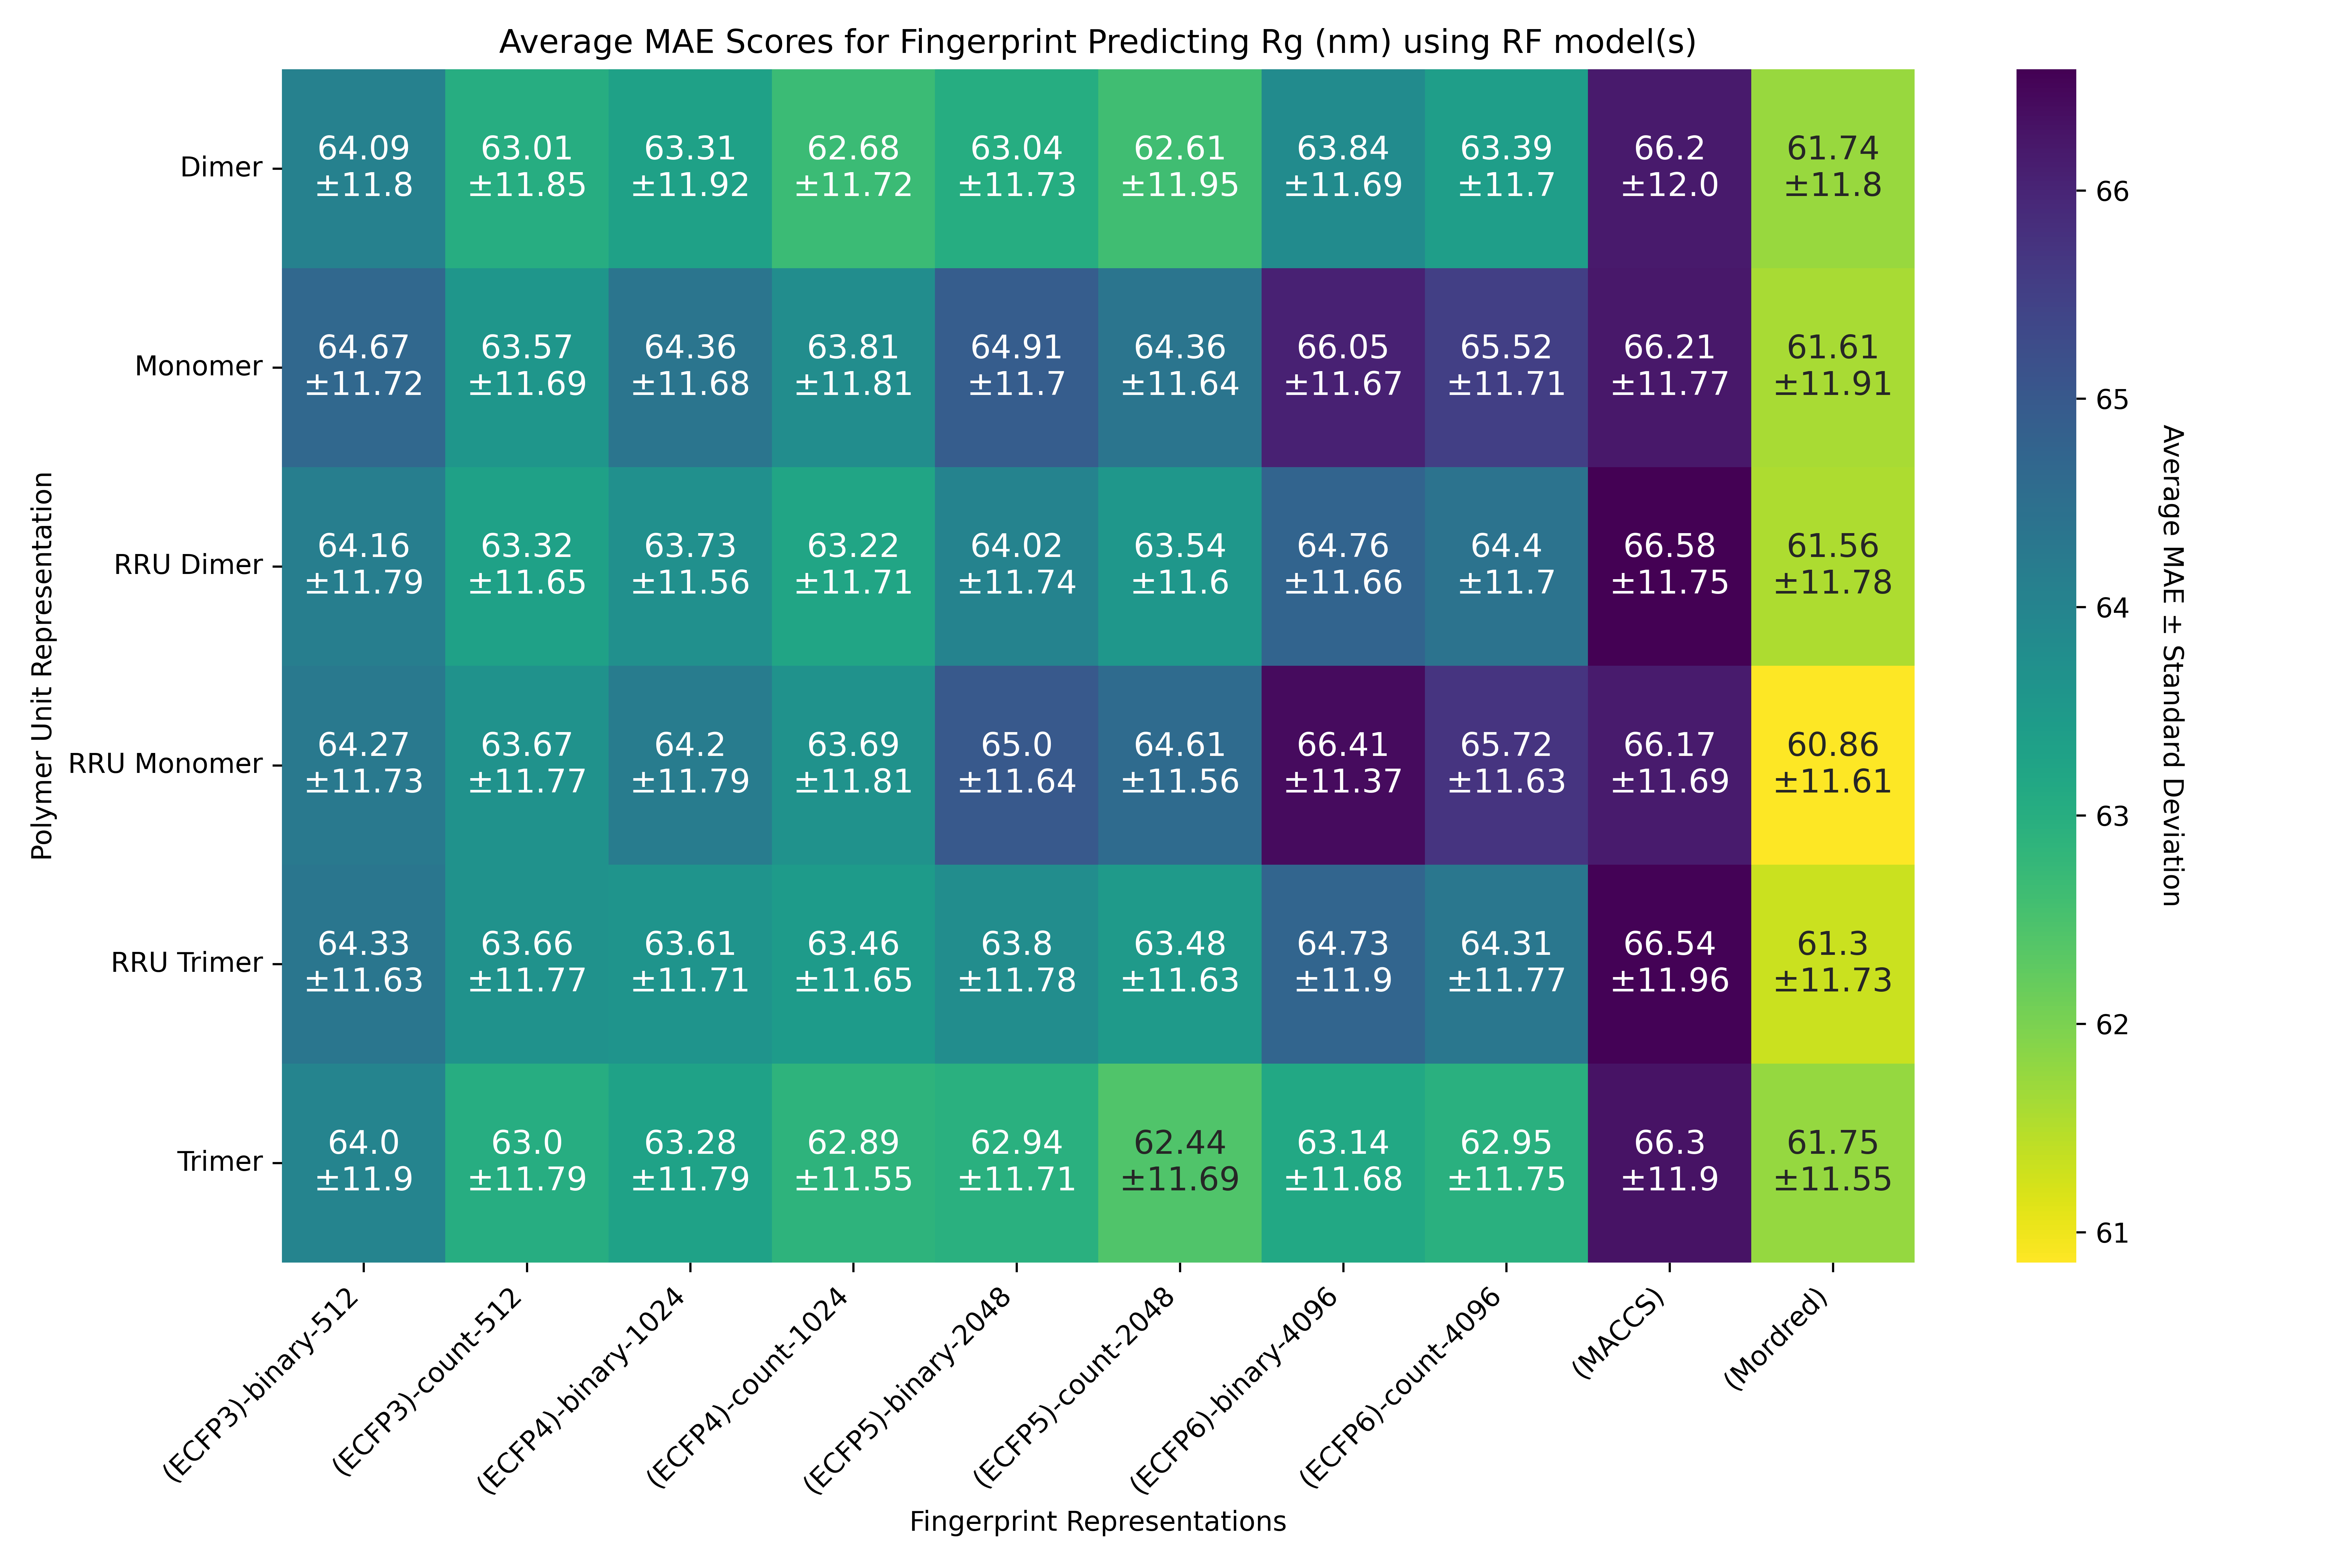 Average MAE Scores for Fingerprint Predicting Rg (nm) using RF model(s)
Polymer Unit Representation
Dimer
64.09 63.01 63.31 62.68 63.04 62.61 63.84 63.39 66.2 61.74
±11.8 ±11.85 ±11.92 ±11.72 ±11.73 ±11.95 ±11.69 ±11.7 ±12.0 ±11.8
Monomer
64.67 63.57 64.36 63.81 64.91 64.36 66.05 65.52 66.21 61.61
±11.72 ±11.69 ±11.68 ±11.81 ±11.7 ±11.64 ±11.67 ±11.71 ±11.77 ±11.91
RRU Dimer
64.16 63.32 63.73 63.22 64.02 63.54 64.76 64.4 66.58 61.56
±11.79 ±11.65 ±11.56 ±11.71 ±11.74 ±11.6 ±11.66 ±11.7 ±11.75 ±11.78
RRU Monomer
64.27 63.67 64.2 63.69 65.0 64.61 66.41 65.72 66.17 60.86
±11.73 ±11.77 ±11.79 ±11.81 ±11.64 ±11.56 ±11.37 ±11.63 ±11.69 ±11.61
RRU Trimer
64.33 63.66 63.61 63.46 63.8 63.48 64.73 64.31 66.54 61.3
±11.63 ±11.77 ±11.71 ±11.65 ±11.78 ±11.63 ±11.9 ±11.77 ±11.96 ±11.73
Trimer
64.0 63.0 63.28 62.89 62.94 62.44 63.14 62.95 66.3 61.75
±11.9 ±11.79 ±11.79 ±11.55 ±11.71 ±11.69 ±11.68 ±11.75 ±11.9 ±11.55
(ECFP3)-binary-512
(ECFP3)-count-512
(ECFP4)-binary-1024
(ECFP4)-count-1024
(ECFP5)-binary-2048
(ECFP5)-count-2048
(ECFP6)-binary-4096
(ECFP6)-count-4096
(MACCS)
(Mordred)
Fingerprint Representations
66
65
64
63
62
61
Average MAE ± Standard Deviation